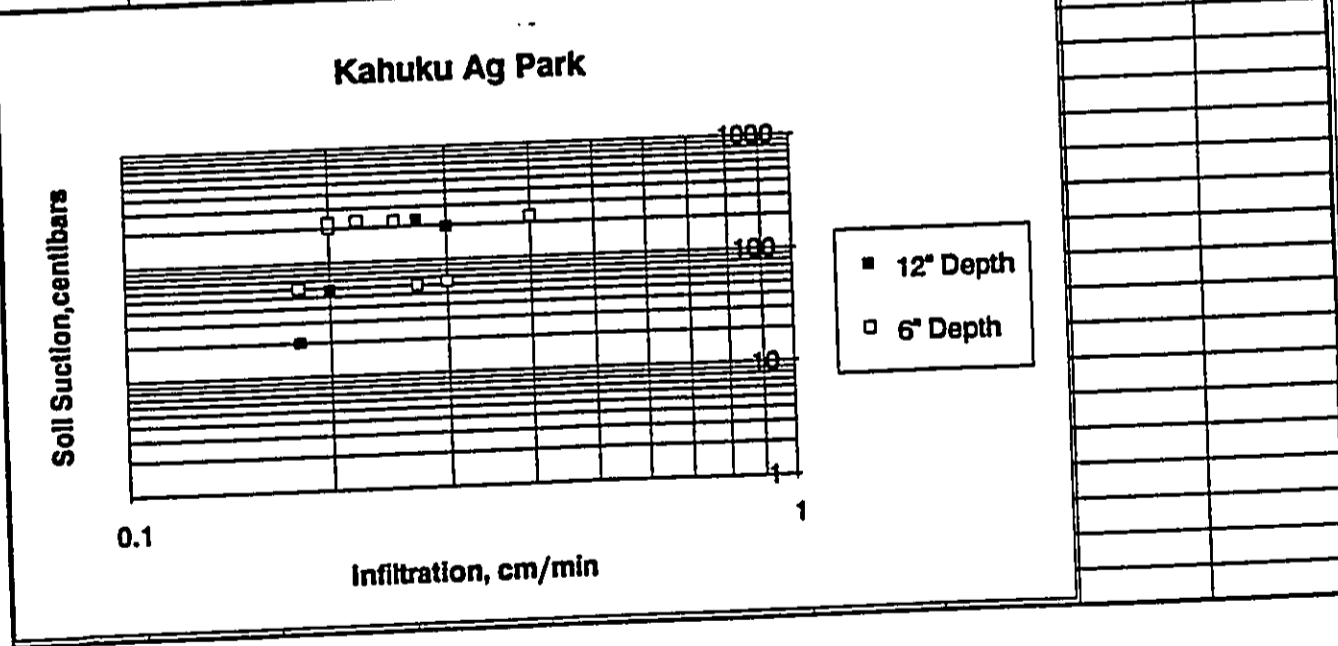 Kahuku Ag Park
Soil Suction,centibars
1000
100
10
1
0.1
1
Infiltration, cm/min
12" Depth
6" Depth